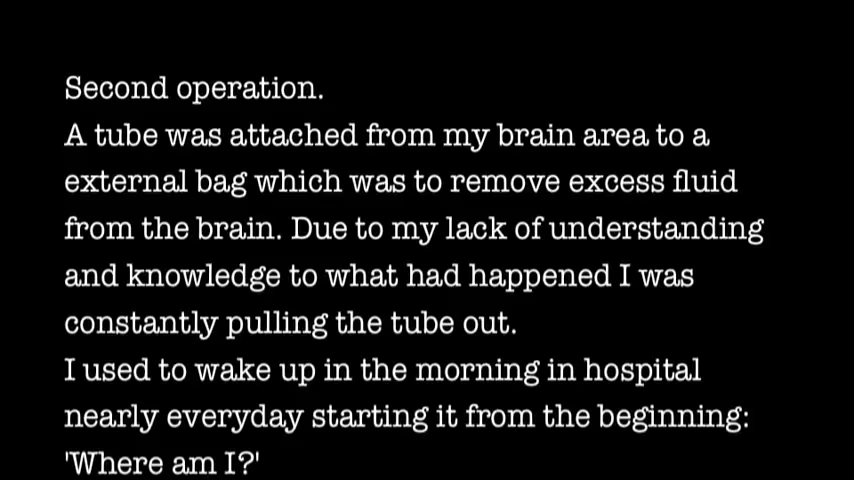 Second operation.
A tube was attached from my brain area to a
external bag which was to remove excess fluid
from the brain. Due to my lack of understanding
and knowledge to what had happened I was
constantly pulling the tube out.
I used to wake up in the morning in hospital
nearly everyday starting it from the beginning:
'Where am I?'